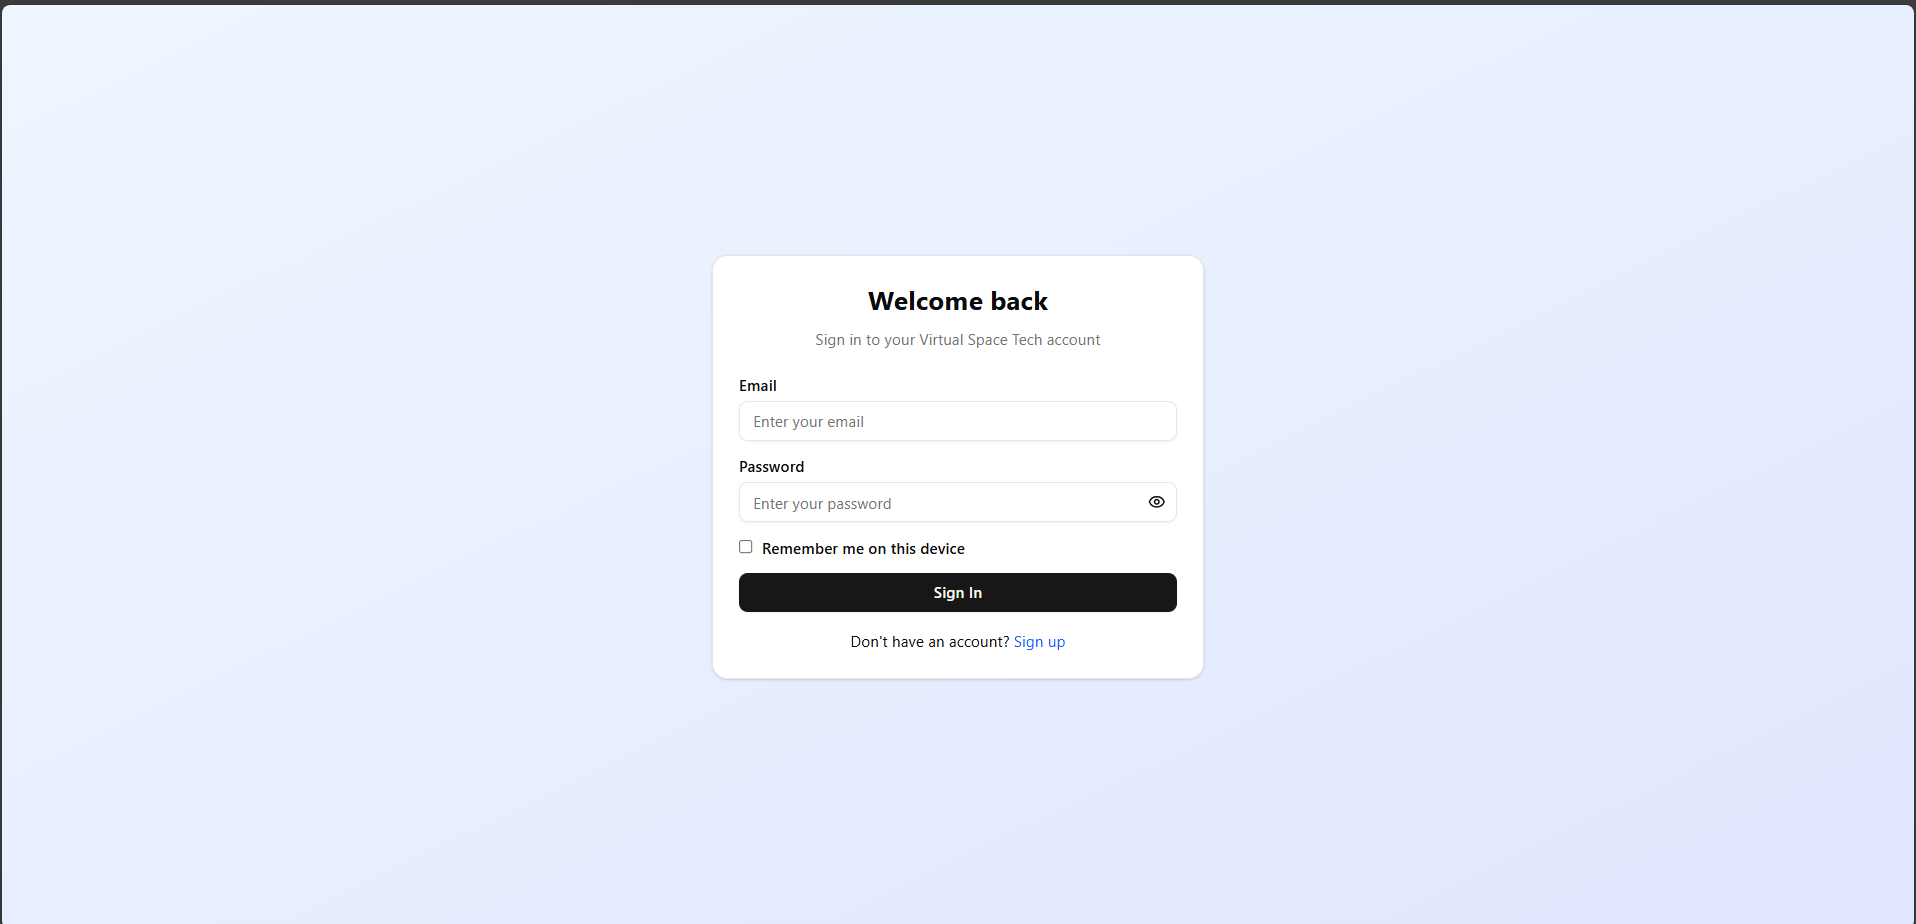 Welcome back
Sign in to your Virtual Space Tech account
Email
Enter your email
Password
Enter your password
Remember me on this device
Sign In
Don't have an account? Sign up